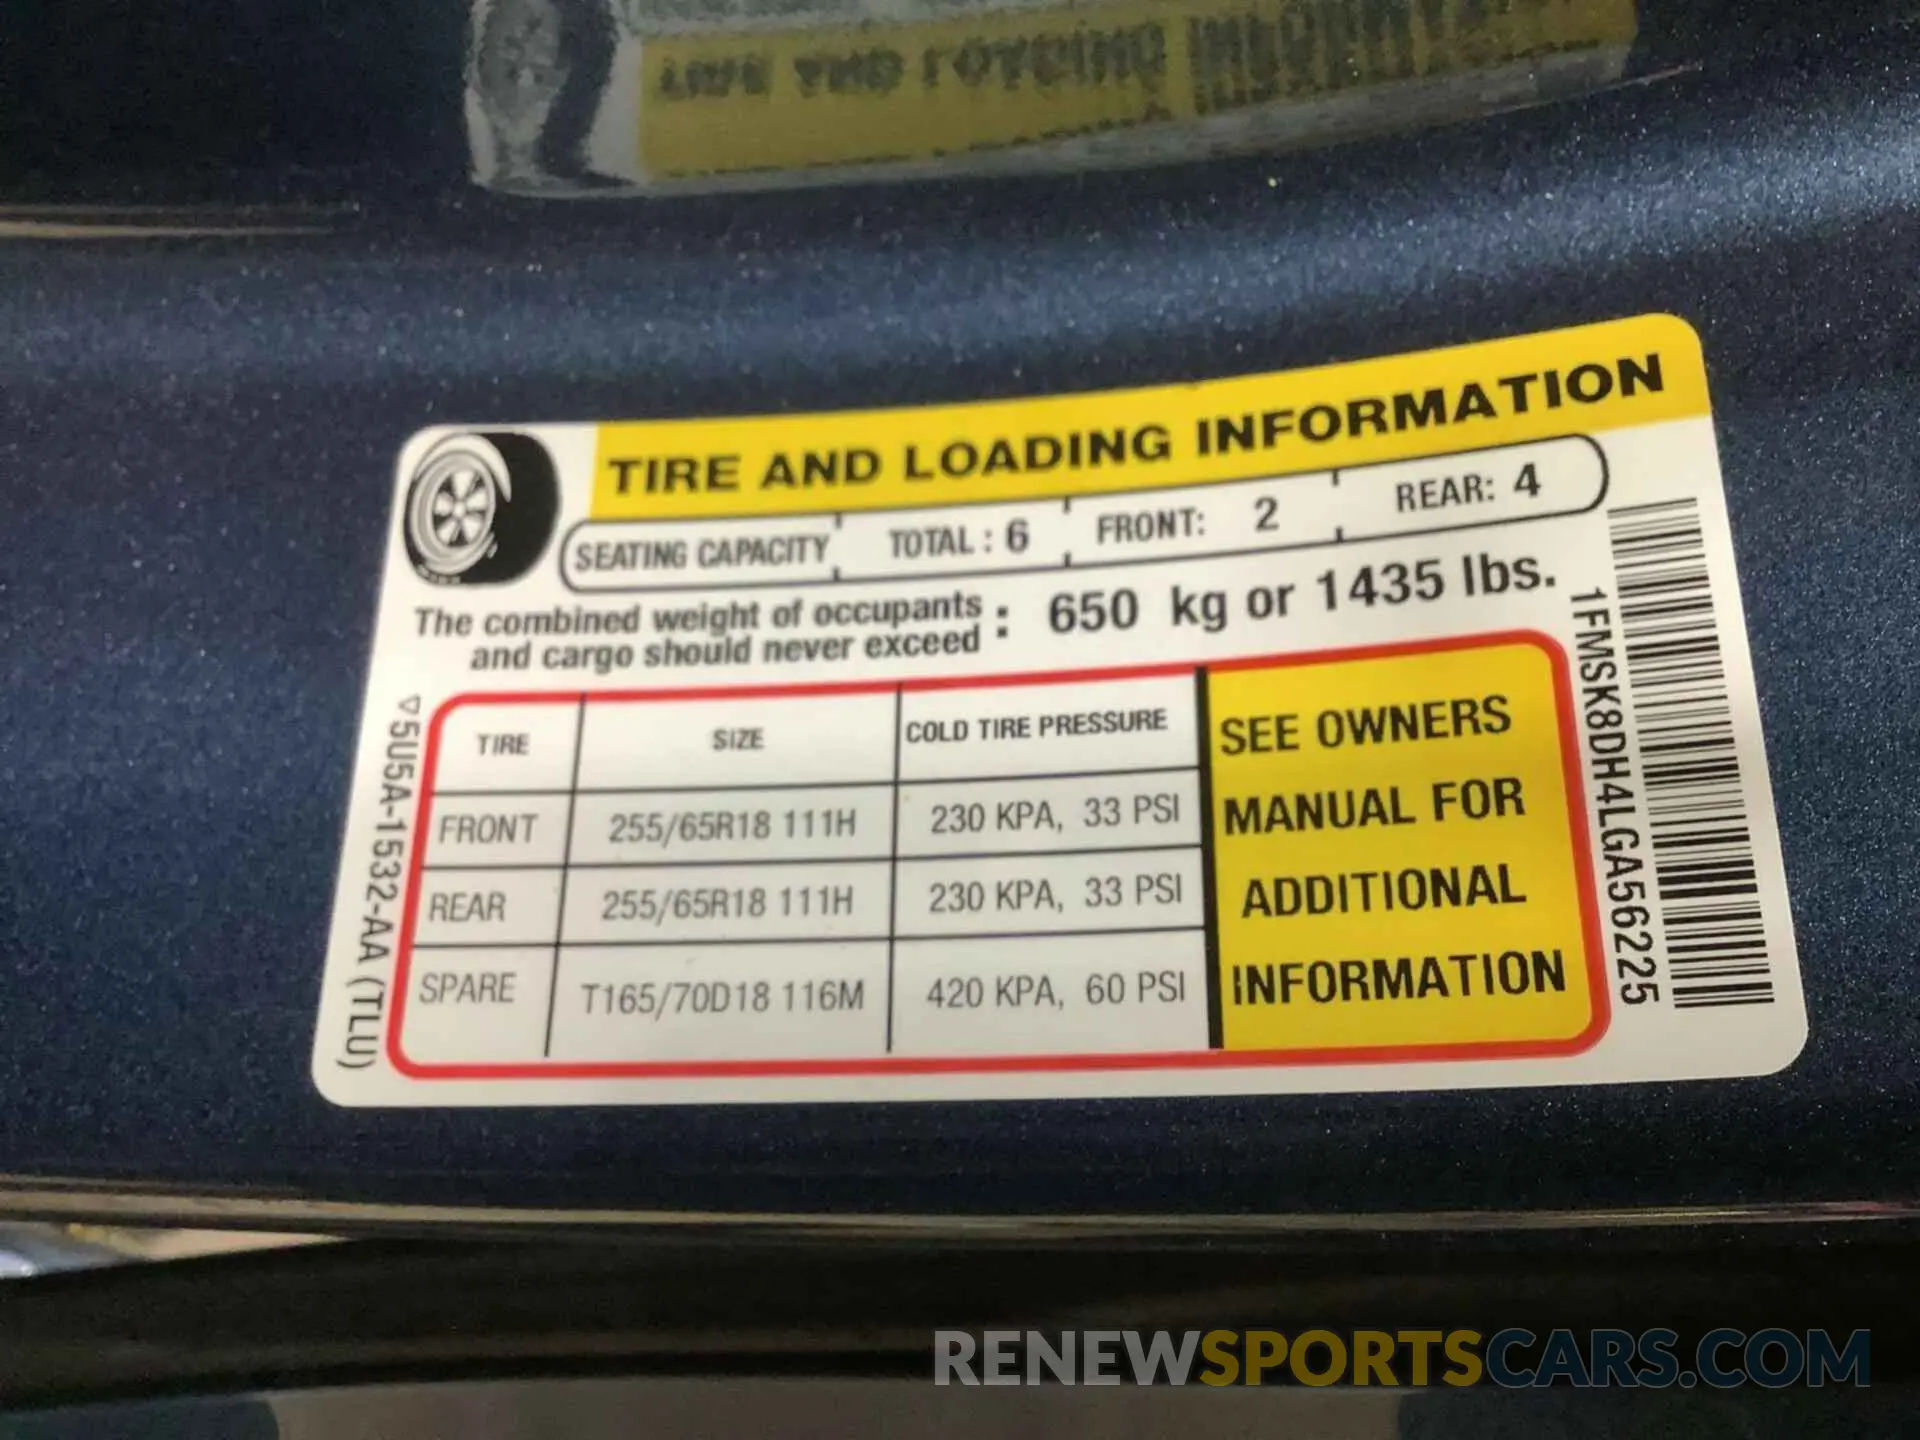 TIRE AND LOADING INFORMATION
SEATING CAPACITY TOTAL : 6 FRONT: 2 REAR: 4
The combined weight of occupants
and cargo should never exceed : 650 kg or 1435 lbs.
TIRE SIZE COLD TIRE PRESSURE
FRONT 255/65R18 111H 230 KPA, 33 PSI
REAR 255/65R18 111H 230 KPA, 33 PSI
SPARE T165/70D18 116M 420 KPA, 60 PSI
SEE OWNERS
MANUAL FOR
ADDITIONAL
INFORMATION
5U5A-1532-AA (TLU)
1FMSK8DH4LGA56225
RENEWSPORTSCARS.COM